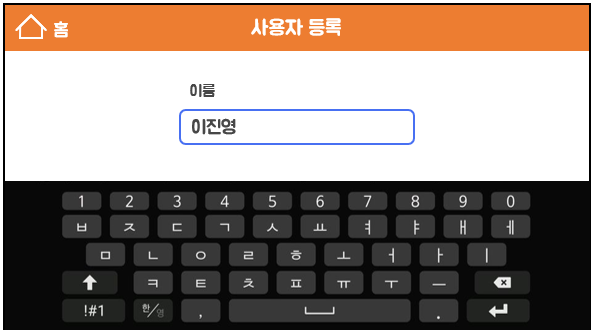 홈 사용자 등록
이름
이진영
1 2 3 4 5 6 7 8 9 0
ㅂ ㅈ ㄷ ㄱ ㅅ ㅛ ㅕ ㅑ ㅐ ㅔ
ㅁ ㄴ ㅇ ㄹ ㅎ ㅗ ㅓ ㅏ ㅣ
ㅋ ㅌ ㅊ ㅍ ㅠ ㅜ ㅡ
!#1 한/영 , .